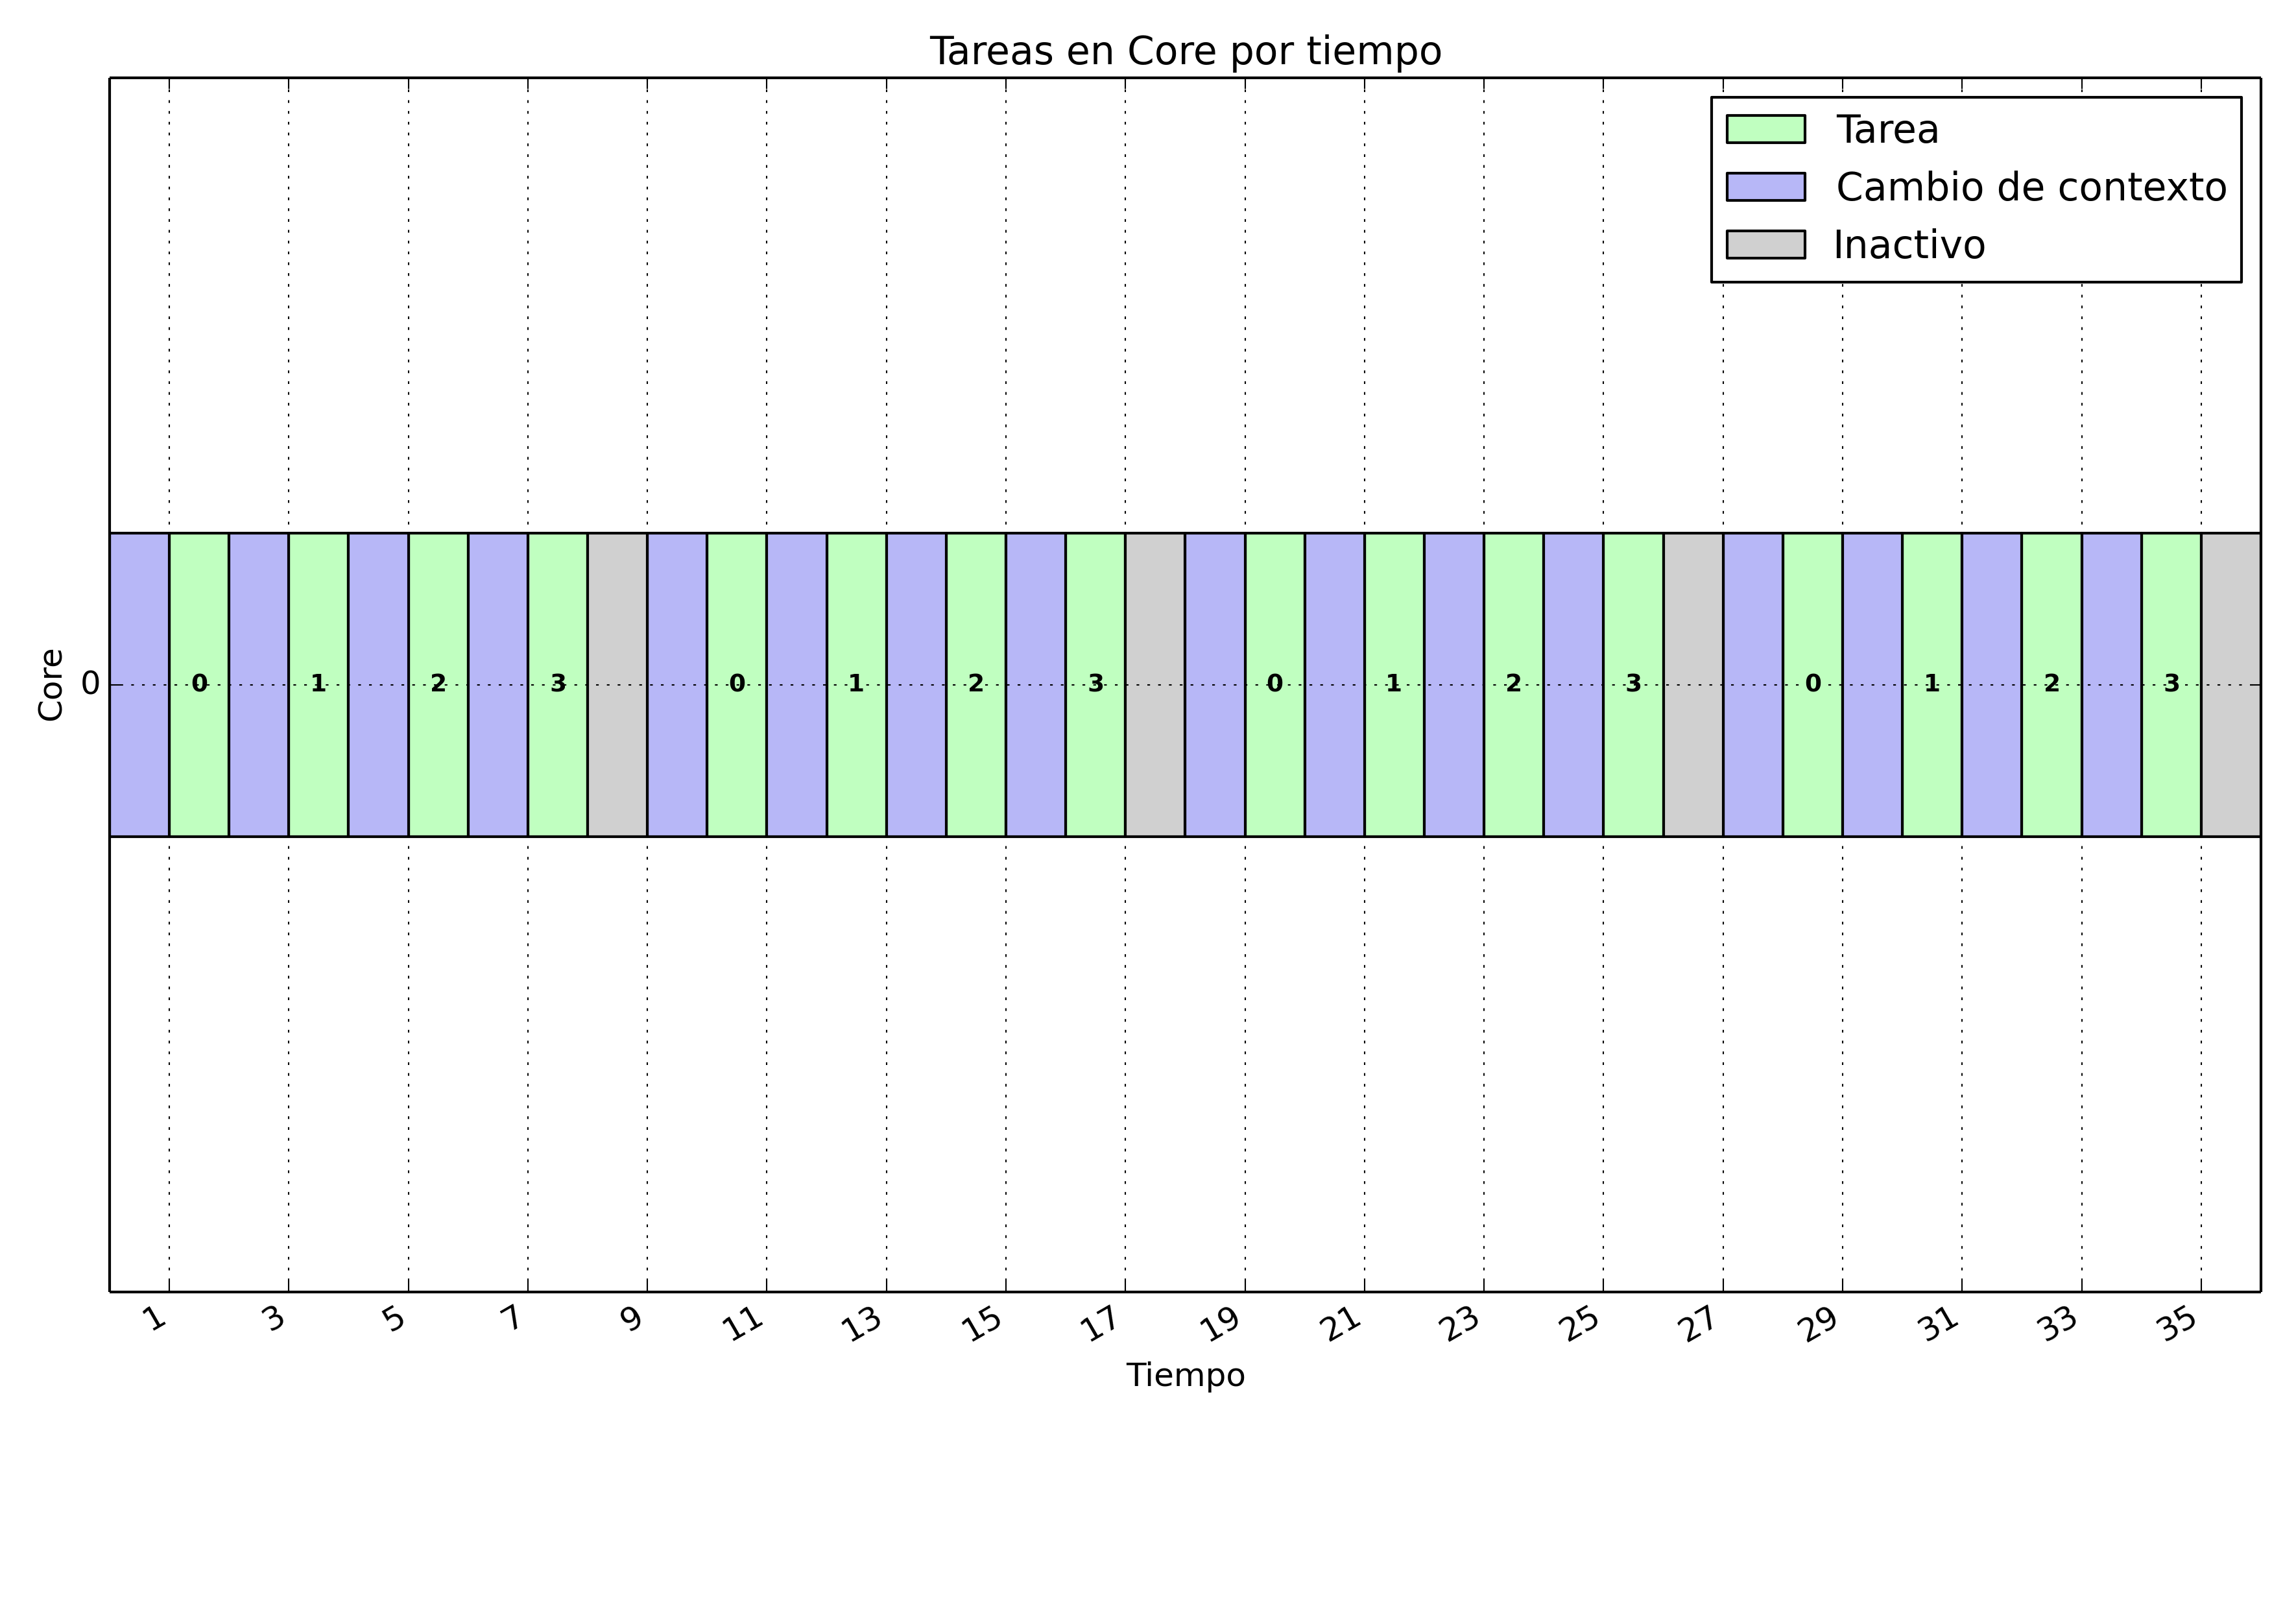 Tareas en Core por tiempo
Tarea
Cambio de contexto
Inactivo
Core
0
0 1 2 3 0 1 2 3 0 1 2 3 0 1 2 3
1 3 5 7 9 11 13 15 17 19 21 23 25 27 29 31 33 35
Tiempo